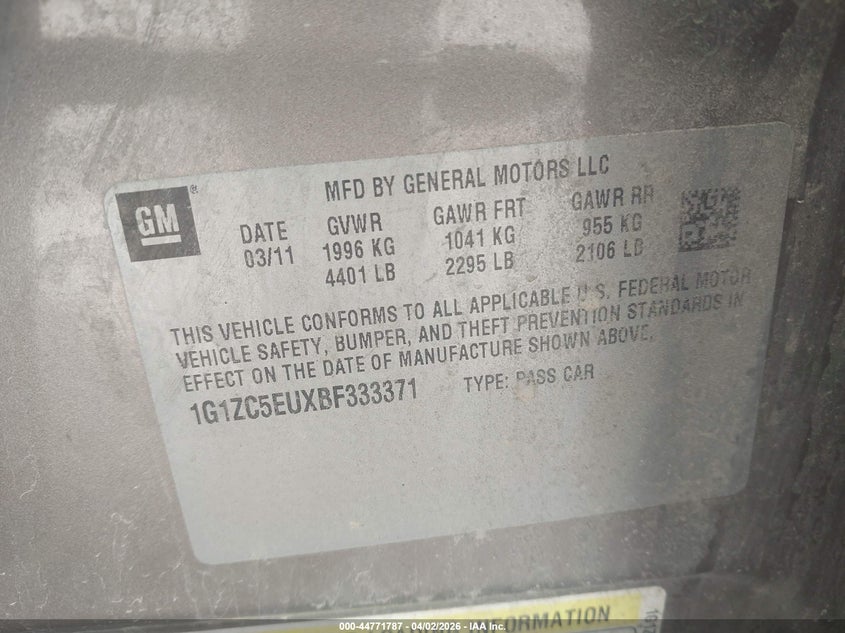 GM
®
MFD BY GENERAL MOTORS LLC
DATE GVWR GAWR FRT GAWR RR
03/11 1996 KG 1041 KG 955 KG
4401 LB 2295 LB 2106 LB
THIS VEHICLE CONFORMS TO ALL APPLICABLE U.S. FEDERAL MOTOR
VEHICLE SAFETY, BUMPER, AND THEFT PREVENTION STANDARDS IN
EFFECT ON THE DATE OF MANUFACTURE SHOWN ABOVE.
1G1ZC5EUXBF333371 TYPE: PASS CAR
000-44771787 - 04/02/2026 - IAA Inc.